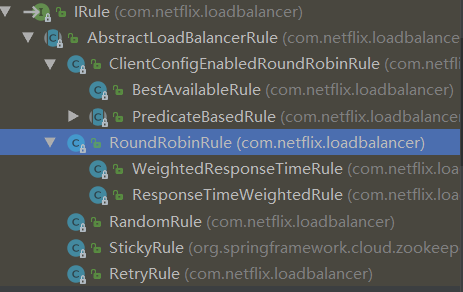 IRule (com.netflix.loadbalancer)
AbstractLoadBalancerRule (com.netflix.loadbalance
ClientConfigEnabledRoundRobinRule (com.netfl
BestAvailableRule (com.netflix.loadbalancer)
PredicateBasedRule (com.netflix.loadbalancer
RoundRobinRule (com.netflix.loadbalancer)
WeightedResponseTimeRule (com.netflix.loa
ResponseTimeWeightedRule (com.netflix.loa
RandomRule (com.netflix.loadbalancer)
StickyRule (org.springframework.cloud.zookeep
RetryRule (com.netflix.loadbalancer)